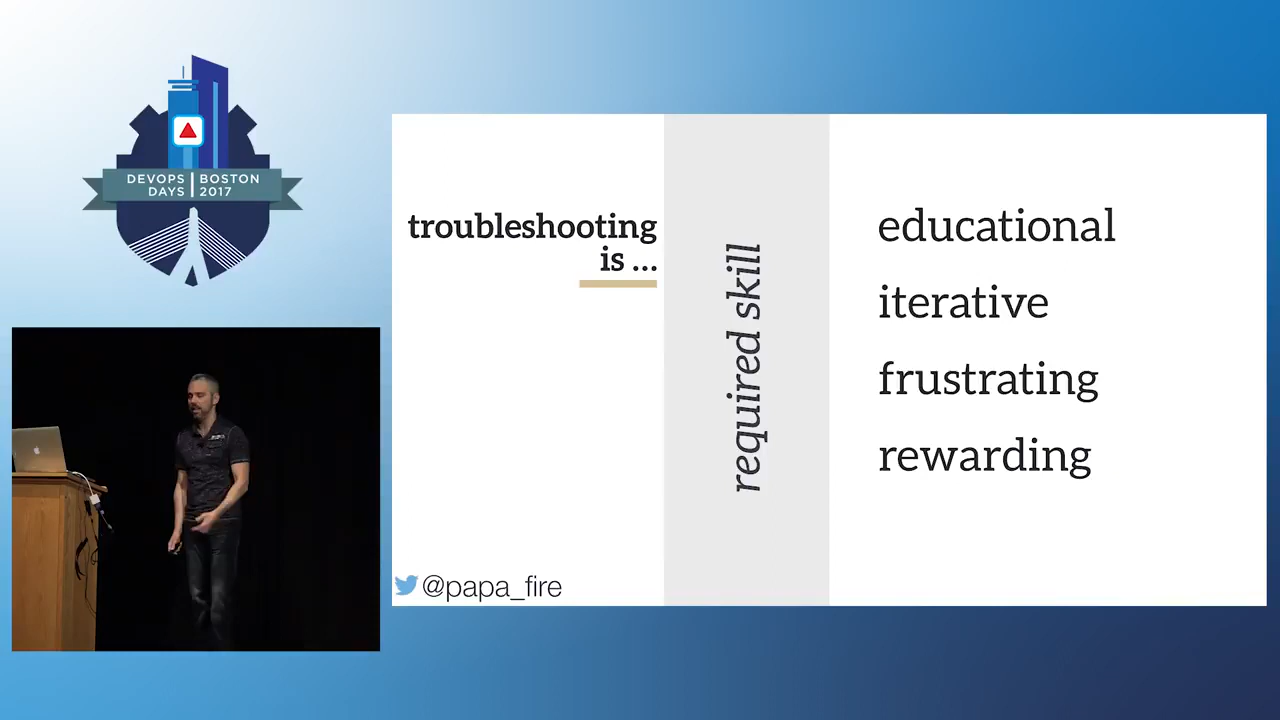 DEVOPS
DAYS
BOSTON
2017
troubleshooting
is ...
required skill
educational
iterative
frustrating
rewarding
@papa_fire